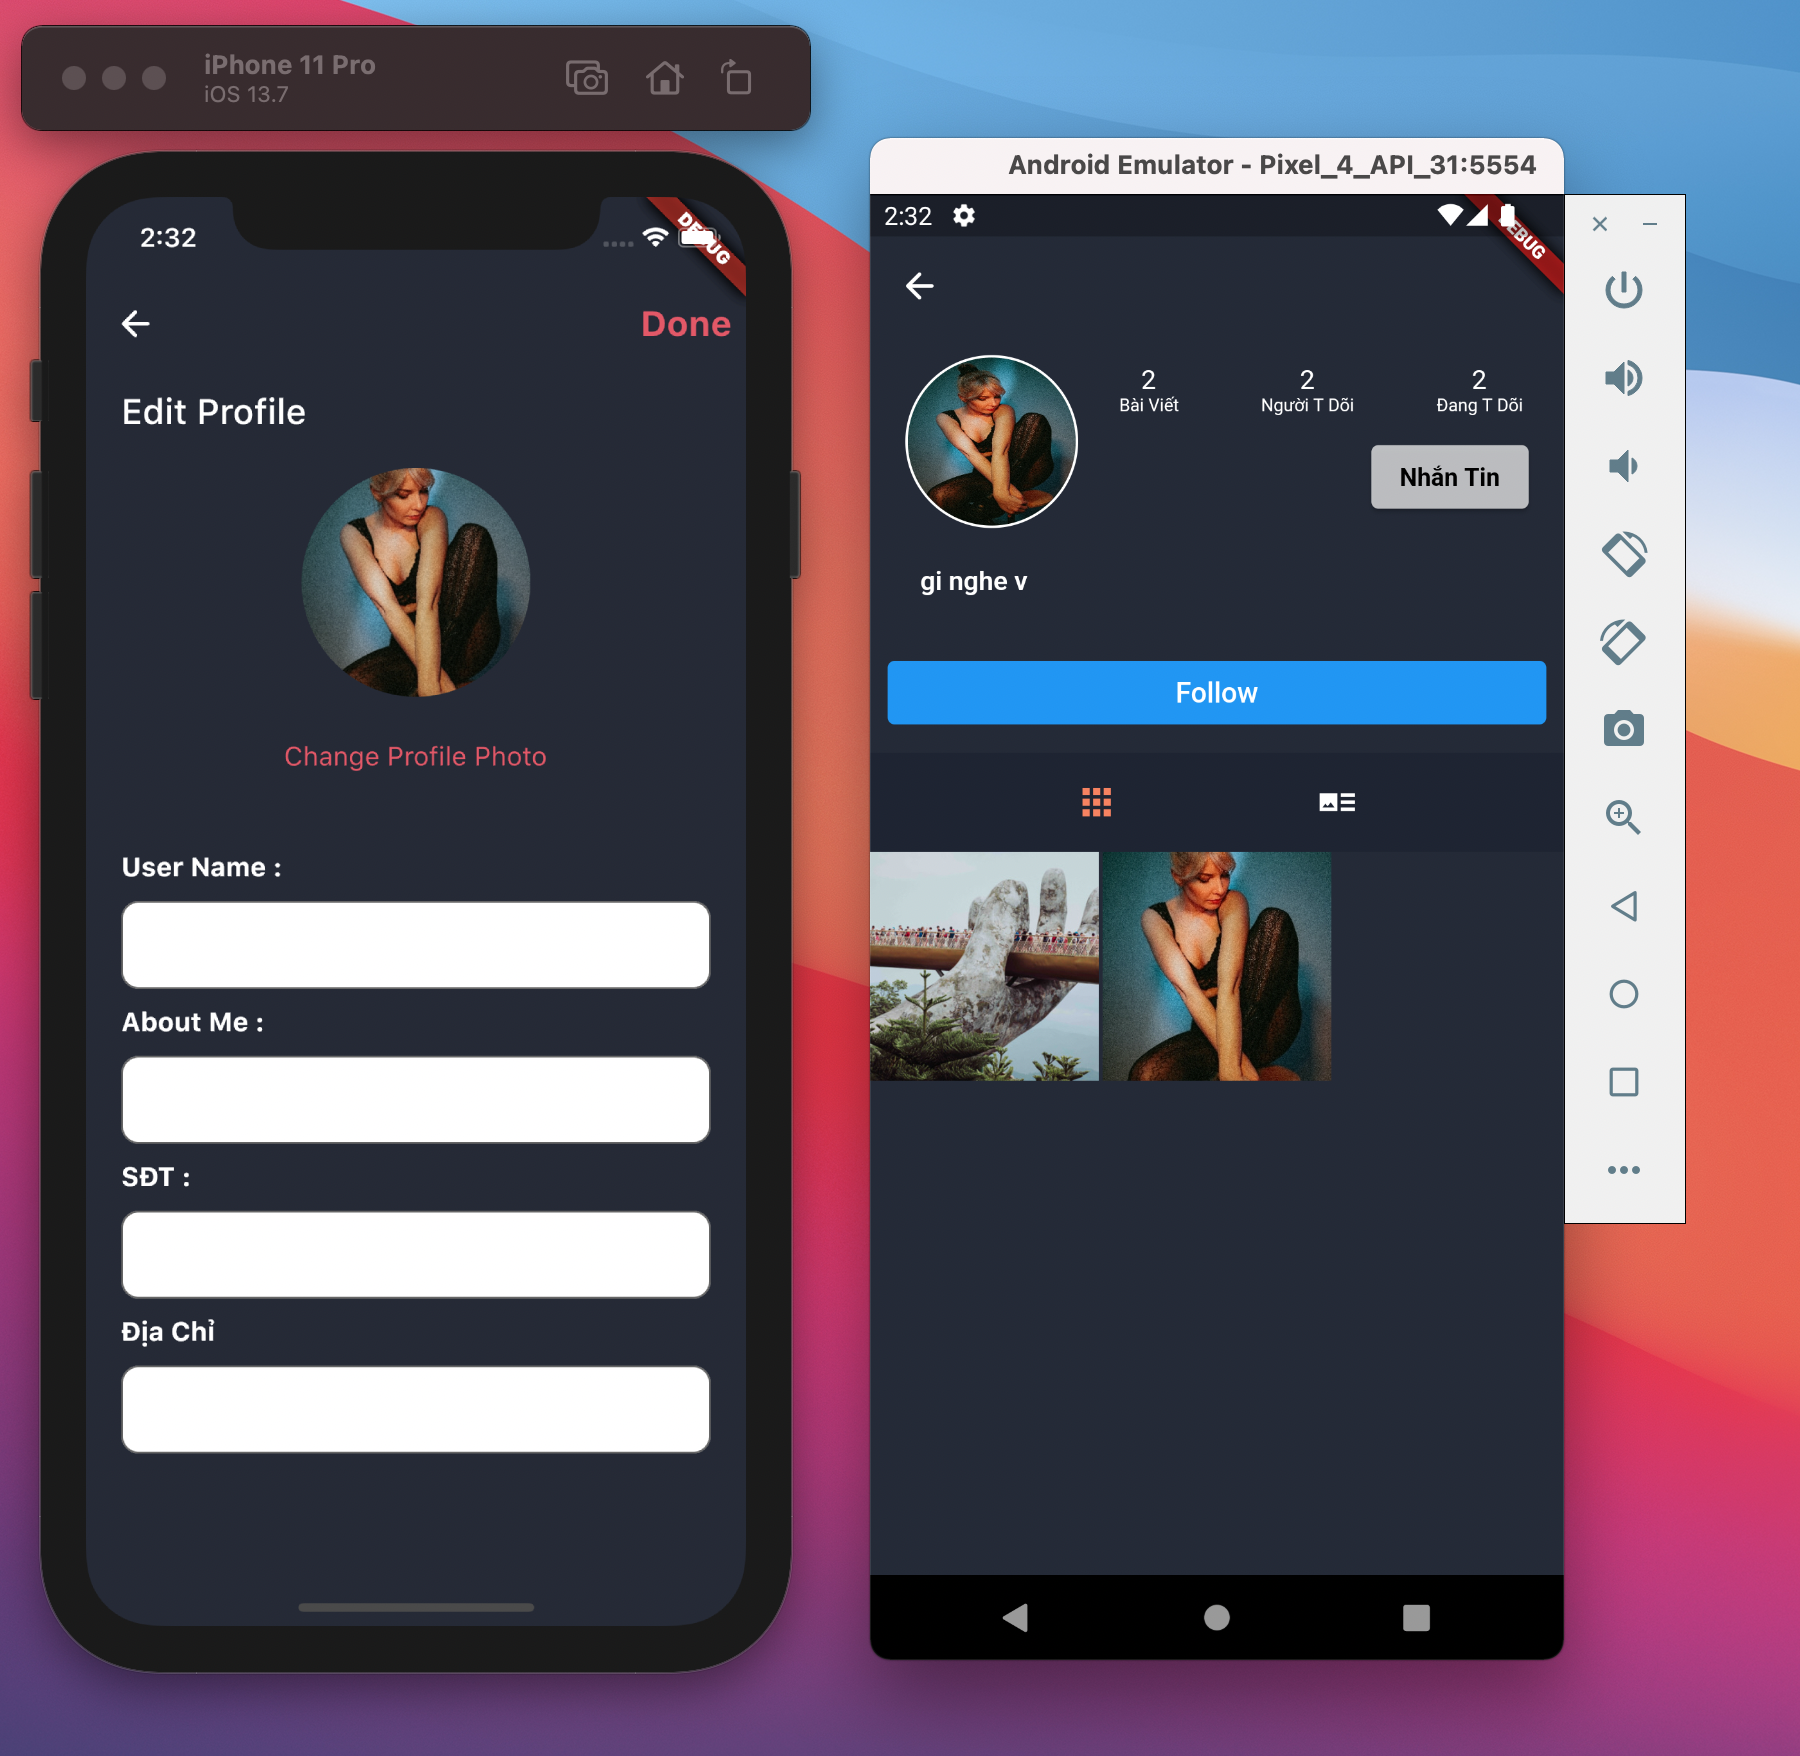 iPhone 11 Pro
iOS 13.7
2:32
DEBUG
Done
Edit Profile
Change Profile Photo
User Name :
About Me :
SĐT :
Địa Chỉ
Android Emulator - Pixel_4_API_31:5554
2:32
EBUG
2 2 2
Bài Viết Người T Dõi Đang T Dõi
Nhắn Tin
gi nghe v
Follow